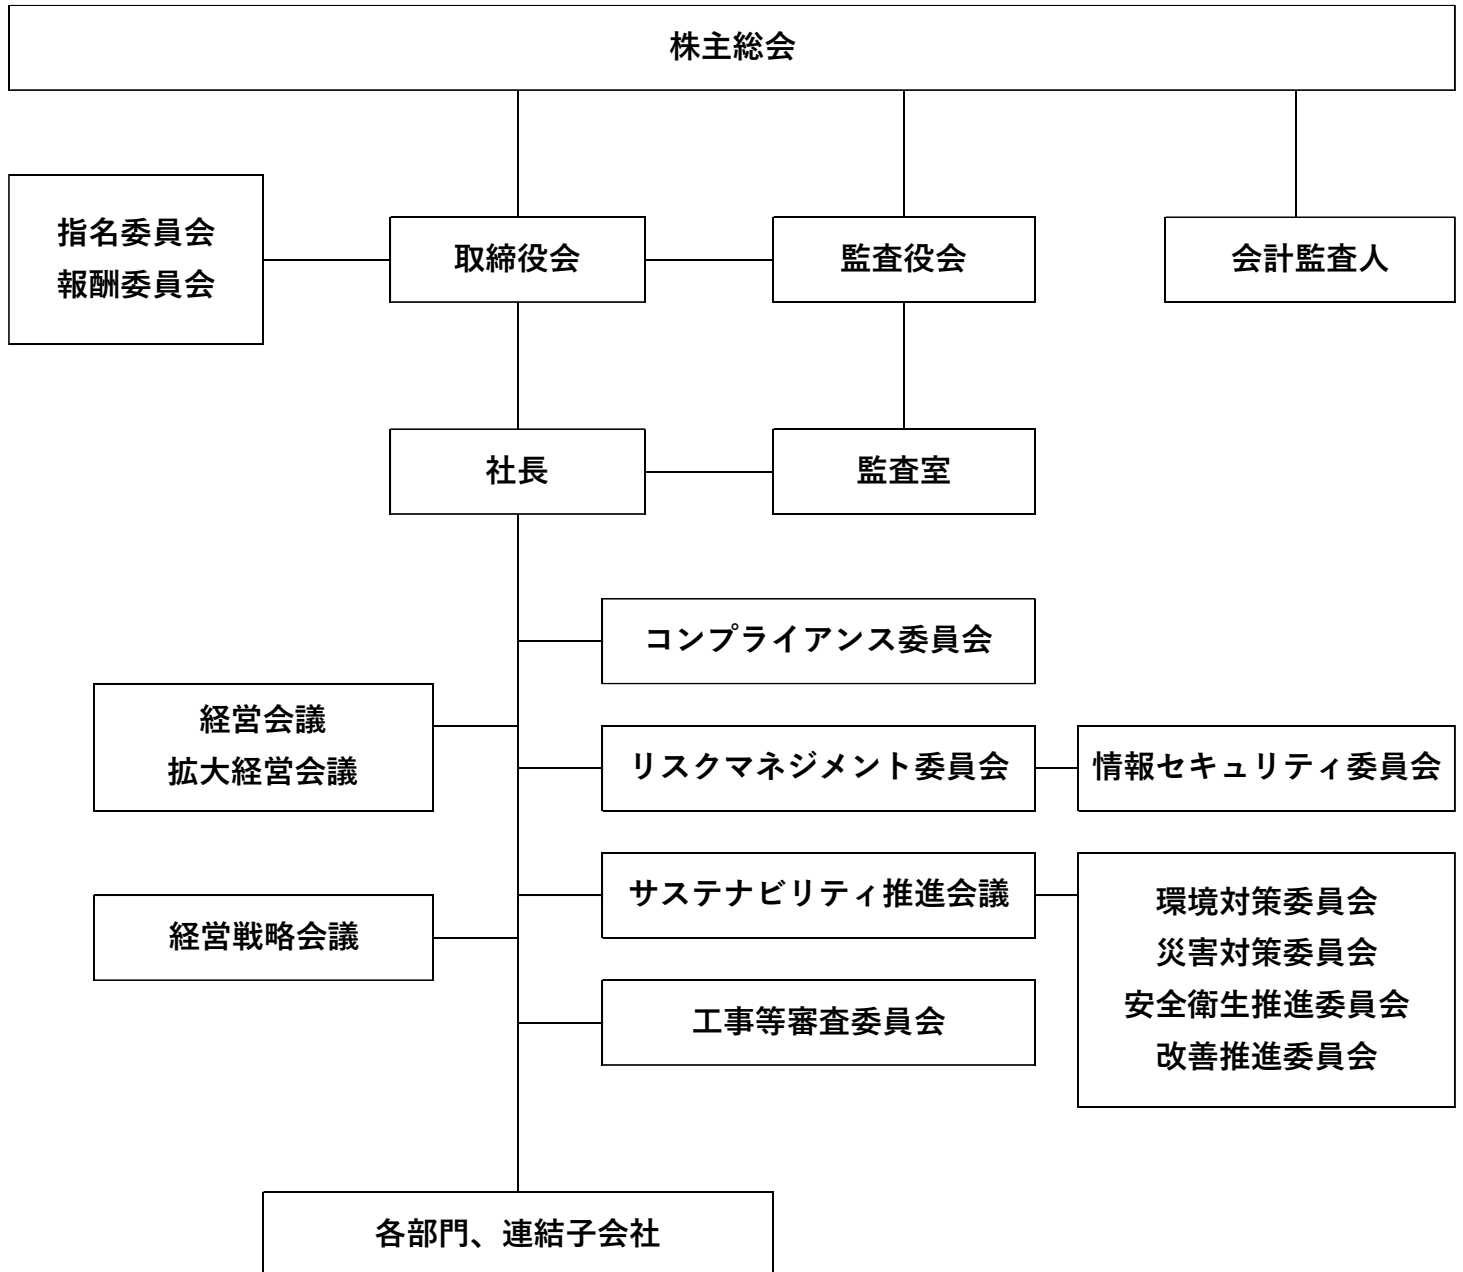 株主総会
指名委員会
報酬委員会
取締役会
監査役会
会計監査人
社長
監査室
コンプライアンス委員会
経営会議
拡大経営会議
リスクマネジメント委員会
情報セキュリティ委員会
サステナビリティ推進会議
経営戦略会議
環境対策委員会
災害対策委員会
安全衛生推進委員会
改善推進委員会
工事等審査委員会
各部門、連結子会社